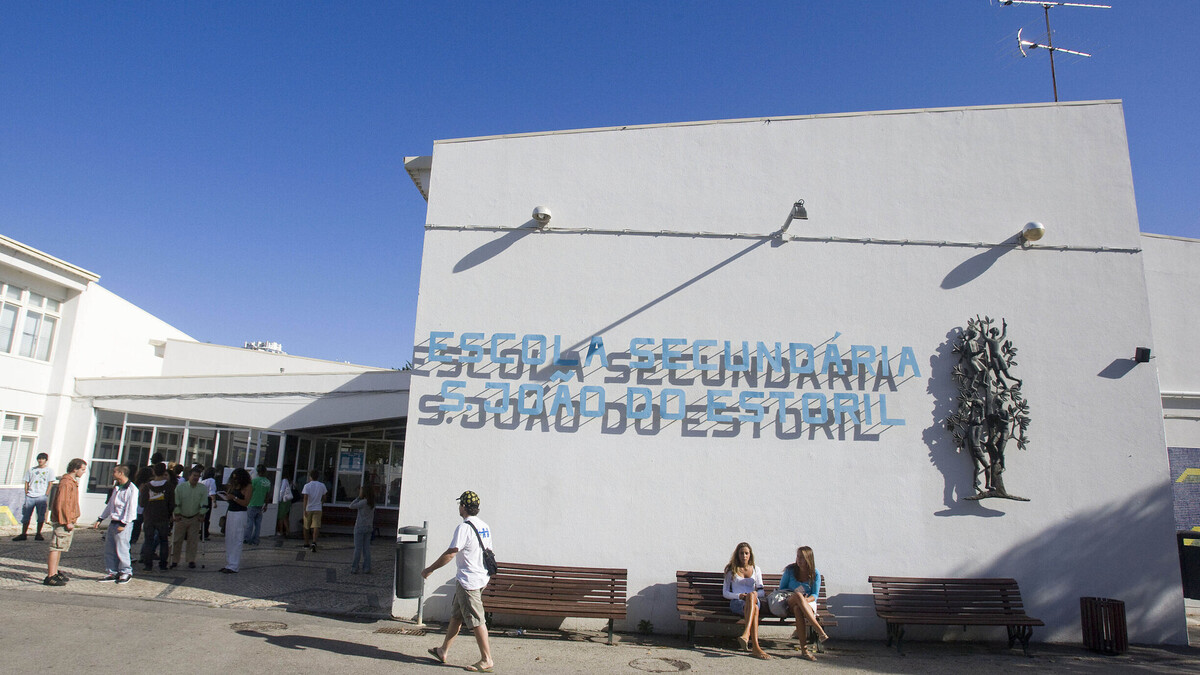 ESCOLA SECUNDÁRIA
S.JOÃO DO ESTORIL